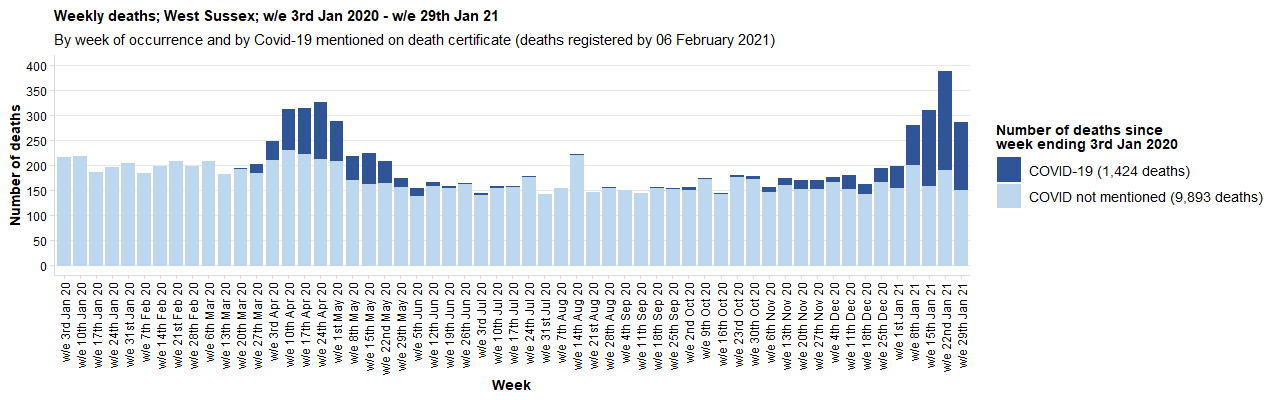 Weekly deaths; West Sussex; w/e 3rd Jan 2020 - w/e 29th Jan 21
By week of occurrence and by Covid-19 mentioned on death certificate (deaths registered by 06 February 2021)
Number of deaths
400
350
300
250
200
150
100
50
0
w/e 3rd Jan 20
w/e 10th Jan 20
w/e 17th Jan 20
w/e 24th Jan 20
w/e 31st Jan 20
w/e 7th Feb 20
w/e 14th Feb 20
w/e 21st Feb 20
w/e 28th Feb 20
w/e 6th Mar 20
w/e 13th Mar 20
w/e 20th Mar 20
w/e 27th Mar 20
w/e 3rd Apr 20
w/e 10th Apr 20
w/e 17th Apr 20
w/e 24th Apr 20
w/e 1st May 20
w/e 8th May 20
w/e 15th May 20
w/e 22nd May 20
w/e 29th May 20
w/e 5th Jun 20
w/e 12th Jun 20
w/e 19th Jun 20
w/e 26th Jun 20
w/e 3rd Jul 20
w/e 10th Jul 20
w/e 17th Jul 20
w/e 24th Jul 20
w/e 31st Jul 20
w/e 7th Aug 20
w/e 14th Aug 20
w/e 21st Aug 20
w/e 28th Aug 20
w/e 4th Sep 20
w/e 11th Sep 20
w/e 18th Sep 20
w/e 25th Sep 20
w/e 2nd Oct 20
w/e 9th Oct 20
w/e 16th Oct 20
w/e 23rd Oct 20
w/e 30th Oct 20
w/e 6th Nov 20
w/e 13th Nov 20
w/e 20th Nov 20
w/e 27th Nov 20
w/e 4th Dec 20
w/e 11th Dec 20
w/e 18th Dec 20
w/e 25th Dec 20
w/e 1st Jan 21
w/e 8th Jan 21
w/e 15th Jan 21
w/e 22nd Jan 21
w/e 29th Jan 21
Week
Number of deaths since
week ending 3rd Jan 2020
COVID-19 (1,424 deaths)
COVID not mentioned (9,893 deaths)